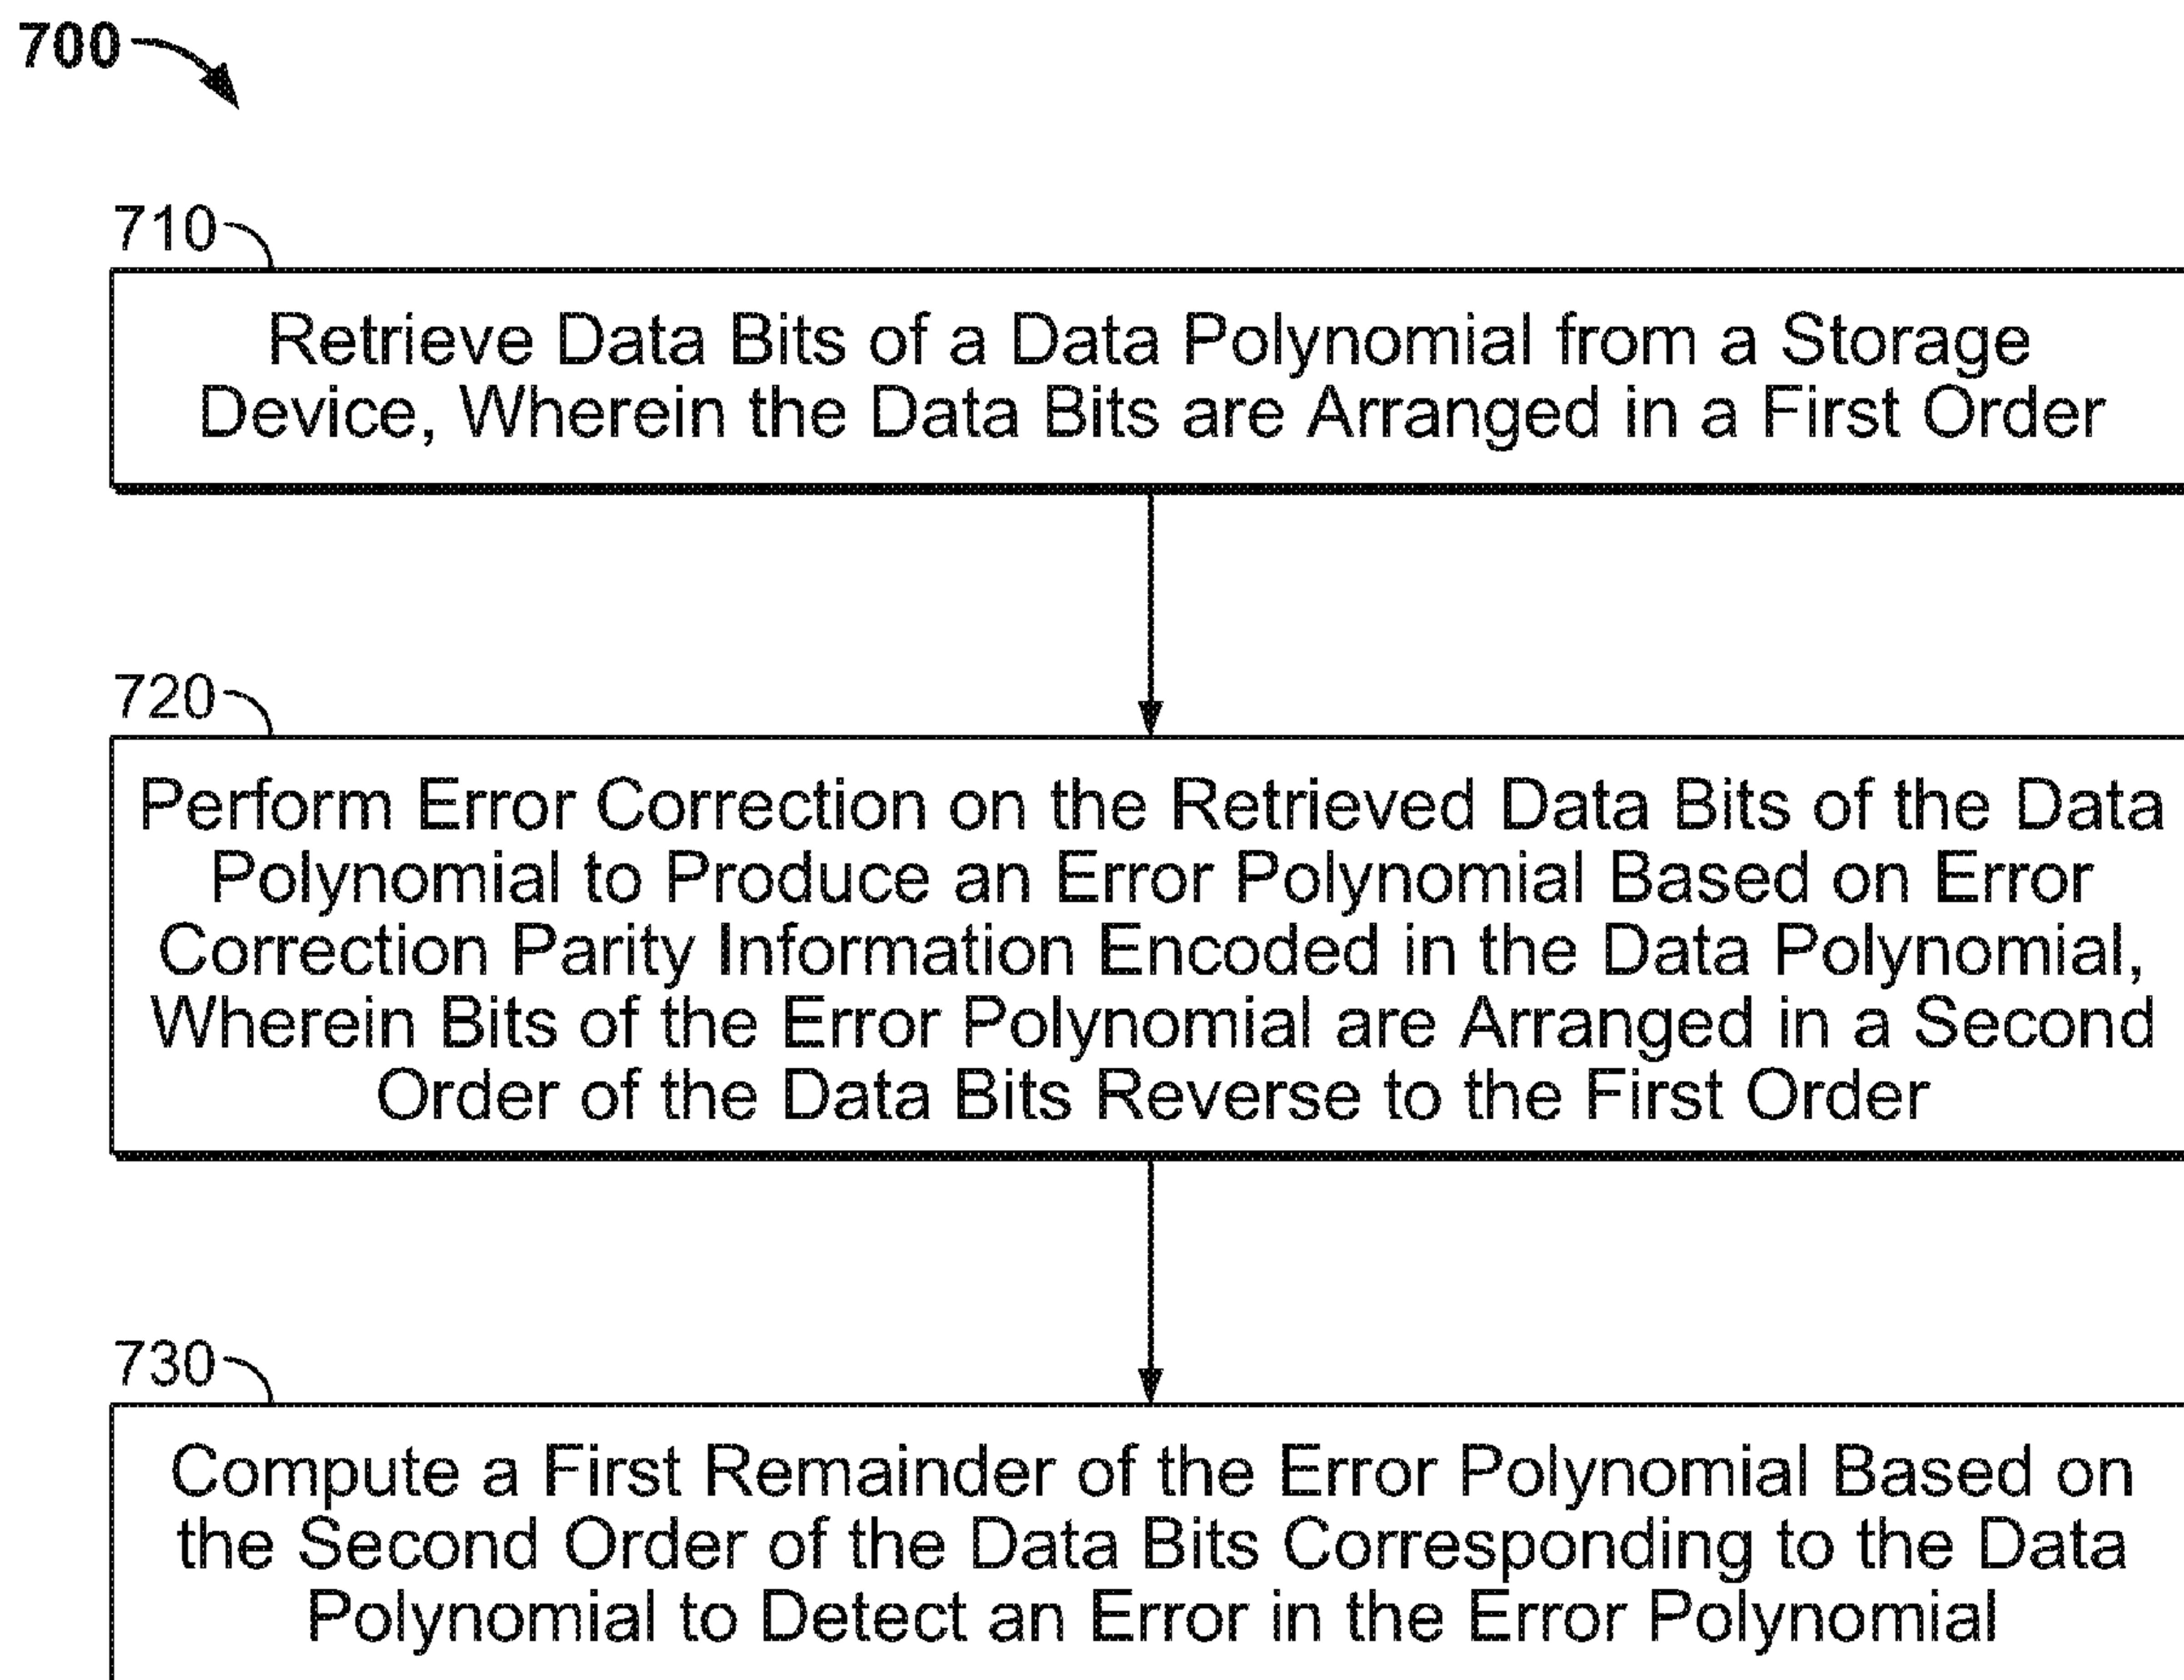 700
710
Retrieve Data Bits of a Data Polynomial from a Storage
Device, Wherein the Data Bits are Arranged in a First Order
720
Perform Error Correction on the Retrieved Data Bits of the Data
Polynomial to Produce an Error Polynomial Based on Error
Correction Parity Information Encoded in the Data Polynomial,
Wherein Bits of the Error Polynomial are Arranged in a Second
Order of the Data Bits Reverse to the First Order
730
Compute a First Remainder of the Error Polynomial Based on
the Second Order of the Data Bits Corresponding to the Data
Polynomial to Detect an Error in the Error Polynomial